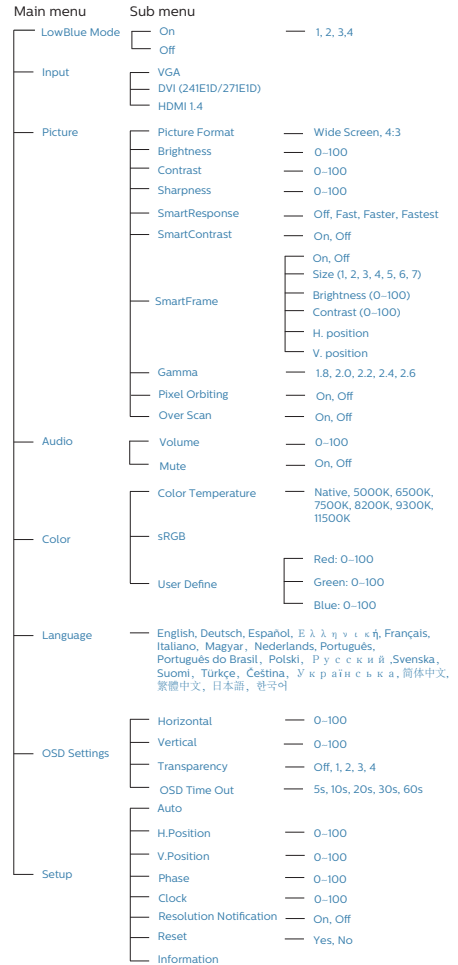 Main menu Sub menu
LowBlue Mode On 1, 2, 3,4
Off
Input VGA
DVI (241E1D/271E1D)
HDMI 1.4
Picture Picture Format Wide Screen, 4:3
Brightness 0–100
Contrast 0–100
Sharpness 0–100
SmartResponse Off, Fast, Faster, Fastest
SmartContrast On, Off
On, Off
Size (1, 2, 3, 4, 5, 6, 7)
SmartFrame Brightness (0–100)
Contrast (0–100)
H. position
V. position
Gamma 1.8, 2.0, 2.2, 2.4, 2.6
Pixel Orbiting On, Off
Over Scan On, Off
Audio Volume 0–100
Mute On, Off
Color Temperature Native, 5000K, 6500K,
7500K, 8200K, 9300K,
11500K
Color sRGB
Red: 0–100
User Define Green: 0–100
Blue: 0–100
Language English, Deutsch, Español, Ελληνική, Français,
Italiano, Magyar, Nederlands, Português,
Português do Brasil, Polski, Русский ,Svenska,
Suomi, Türkçe, Čeština, Українська, 简体中文,
繁體中文, 日本語, 한국어
Horizontal 0–100
Vertical 0–100
OSD Settings Transparency Off, 1, 2, 3, 4
OSD Time Out 5s, 10s, 20s, 30s, 60s
Auto
H.Position 0–100
V.Position 0–100
Setup Phase 0–100
Clock 0–100
Resolution Notification On, Off
Reset Yes, No
Information